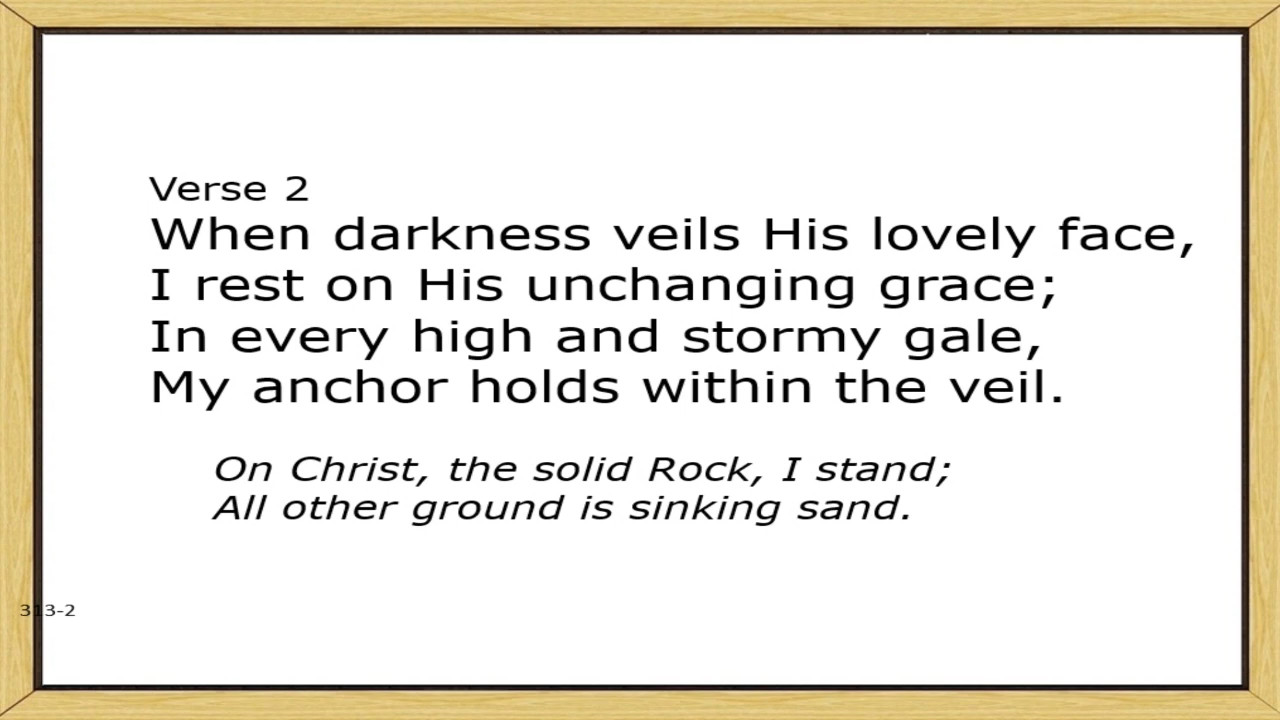 Verse 2
When darkness veils His lovely face,
I rest on His unchanging grace;
In every high and stormy gale,
My anchor holds within the veil.
On Christ, the solid Rock, I stand;
All other ground is sinking sand.
313-2